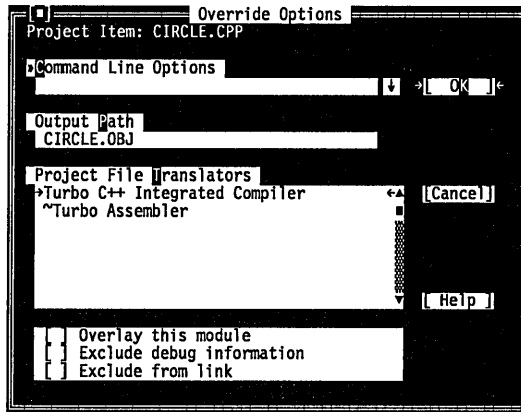 [■] Override Options
Project Item: CIRCLE.CPP
»Command Line Options
↓ →[ OK ]←
Output Path
CIRCLE.OBJ
Project File Translators
→Turbo C++ Integrated Compiler ←▲ [Cancel]
~Turbo Assembler
▼ [ Help ]
[ ] Overlay this module
[ ] Exclude debug information
[ ] Exclude from link